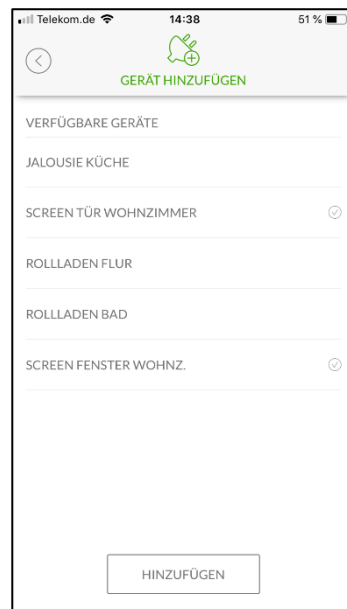 Telekom.de 14:38 51 %
GERÄT HINZUFÜGEN
VERFÜGBARE GERÄTE
JALOUSIE KÜCHE
SCREEN TÜR WOHNZIMMER
ROLLLADEN FLUR
ROLLLADEN BAD
SCREEN FENSTER WOHNZ.
HINZUFÜGEN